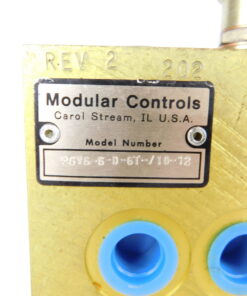 REV 2 202
Modular Controls
Carol Stream, IL U.S.A.
Model Number